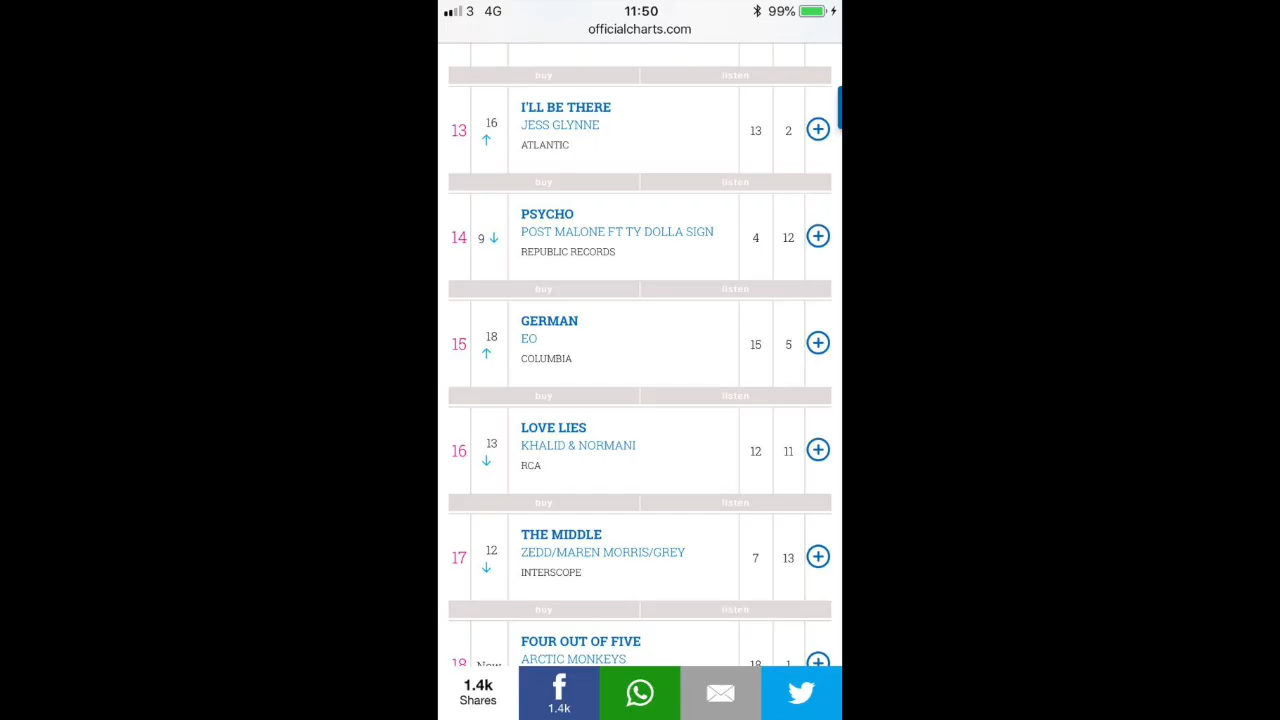 3 4G 11:50 99%
officialcharts.com
buy listen
13 16 I'LL BE THERE 13 2
JESS GLYNNE
ATLANTIC
buy listen
14 9 PSYCHO 4 12
POST MALONE FT TY DOLLA SIGN
REPUBLIC RECORDS
buy listen
15 18 GERMAN 15 5
EO
COLUMBIA
buy listen
16 13 LOVE LIES 12 11
KHALID & NORMANI
RCA
buy listen
17 12 THE MIDDLE 7 13
ZEDD/MAREN MORRIS/GREY
INTERSCOPE
buy listen
18 New FOUR OUT OF FIVE 18 1
ARCTIC MONKEYS
1.4k
Shares
1.4k